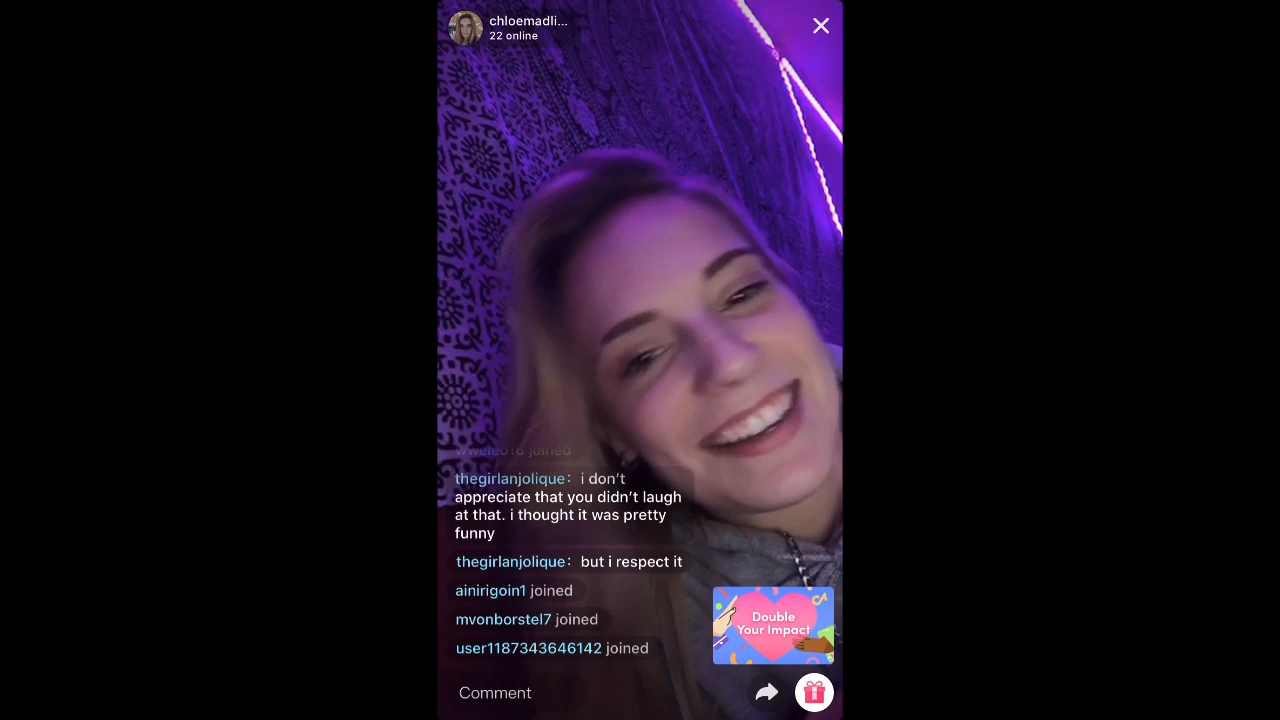 chloemadli...
22 online
joined
thegirlanjolique: i don't
appreciate that you didn't laugh
at that. i thought it was pretty
funny
thegirlanjolique: but i respect it
ainirigoin1 joined
mvonborstel7 joined
user1187343646142 joined
Double
Your Impact
Comment